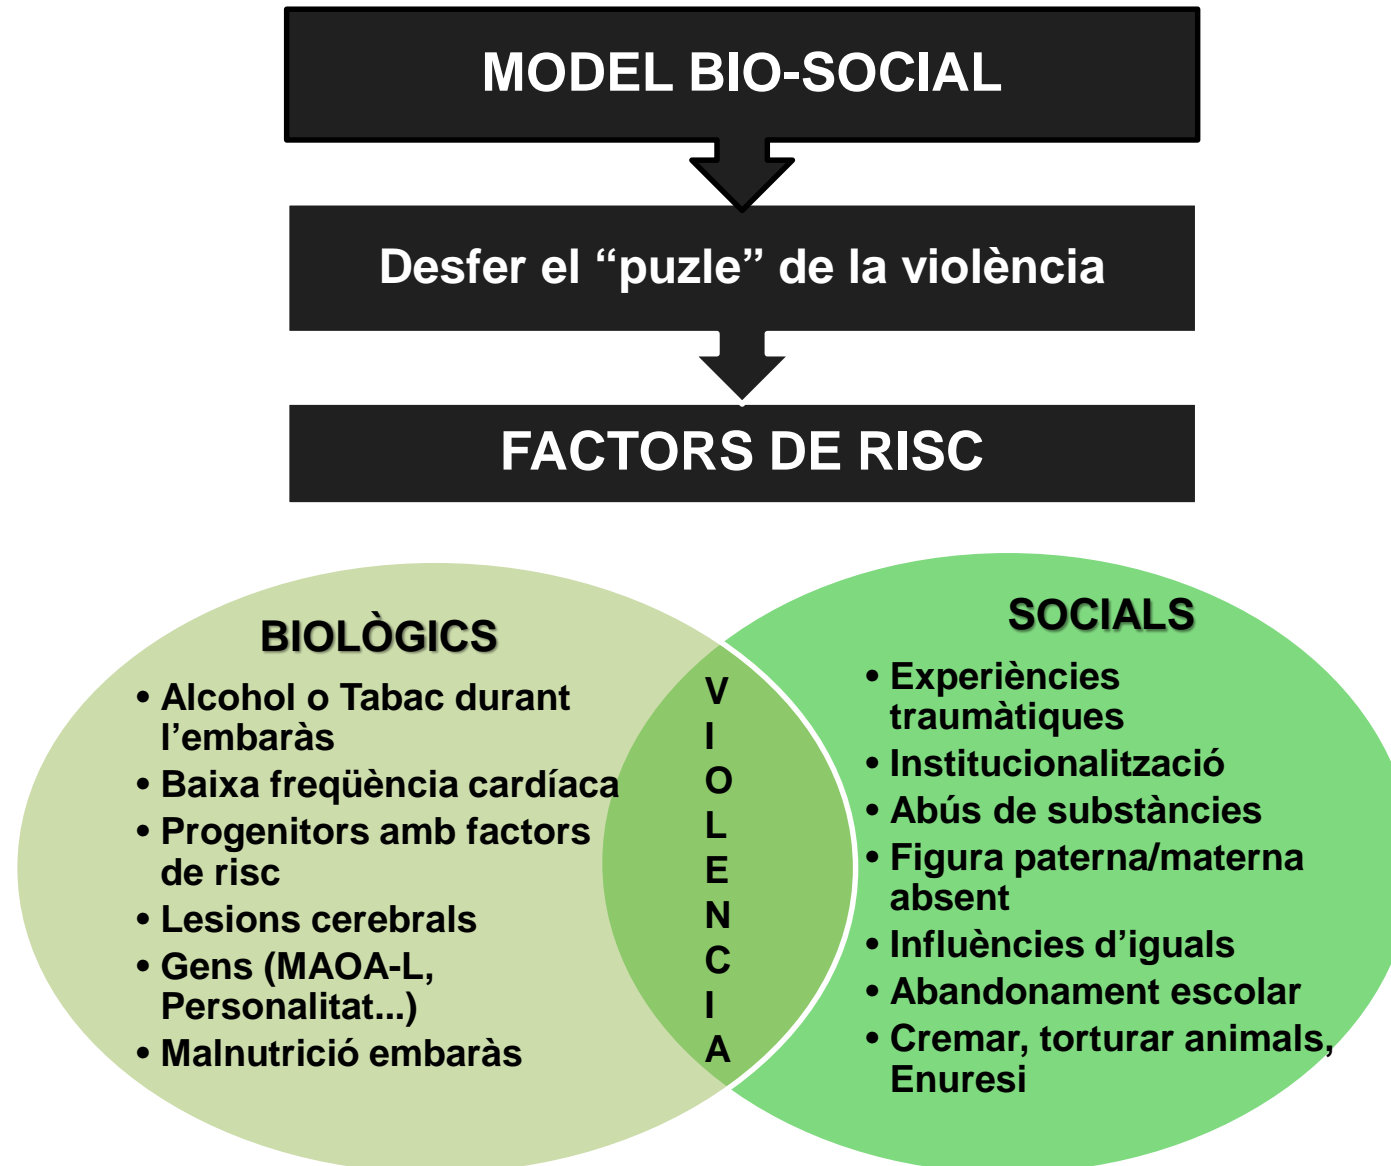 MODEL BIO-SOCIAL
Desfer el “puzle” de la violència
FACTORS DE RISC
BIOLÒGICS
• Alcohol o Tabac durant
l’embaràs
• Baixa freqüència cardíaca
• Progenitors amb factors
de risc
• Lesions cerebrals
• Gens (MAOA-L,
Personalitat...)
• Malnutrició embaràs
V
I
O
L
E
N
C
I
A
SOCIALS
• Experiències
traumàtiques
• Institucionalització
• Abús de substàncies
• Figura paterna/materna
absent
• Influències d’iguals
• Abandonament escolar
• Cremar, torturar animals,
Enuresi